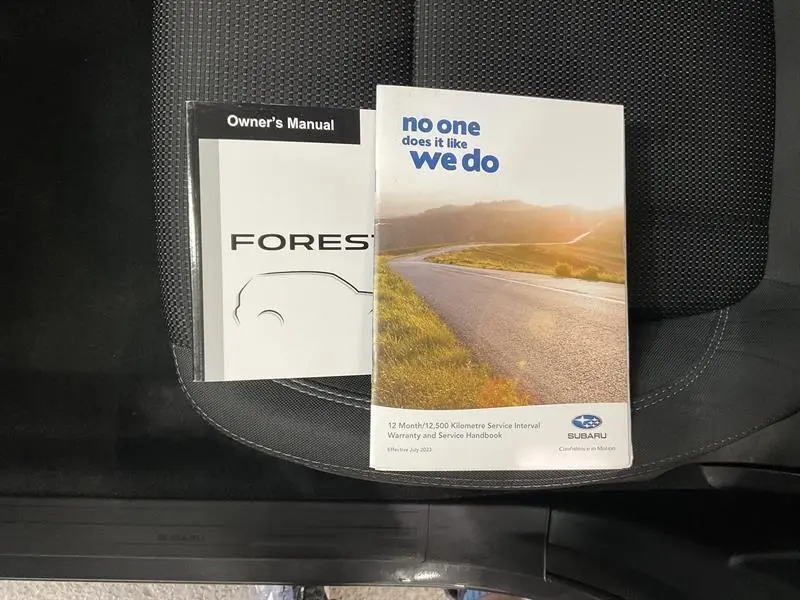 Owner's Manual
FOREST
no one
does it like
we do
12 Month/12,500 Kilometre Service Interval
Warranty and Service Handbook
Effective July 2023
SUBARU
Confidence in Motion
SUBARU